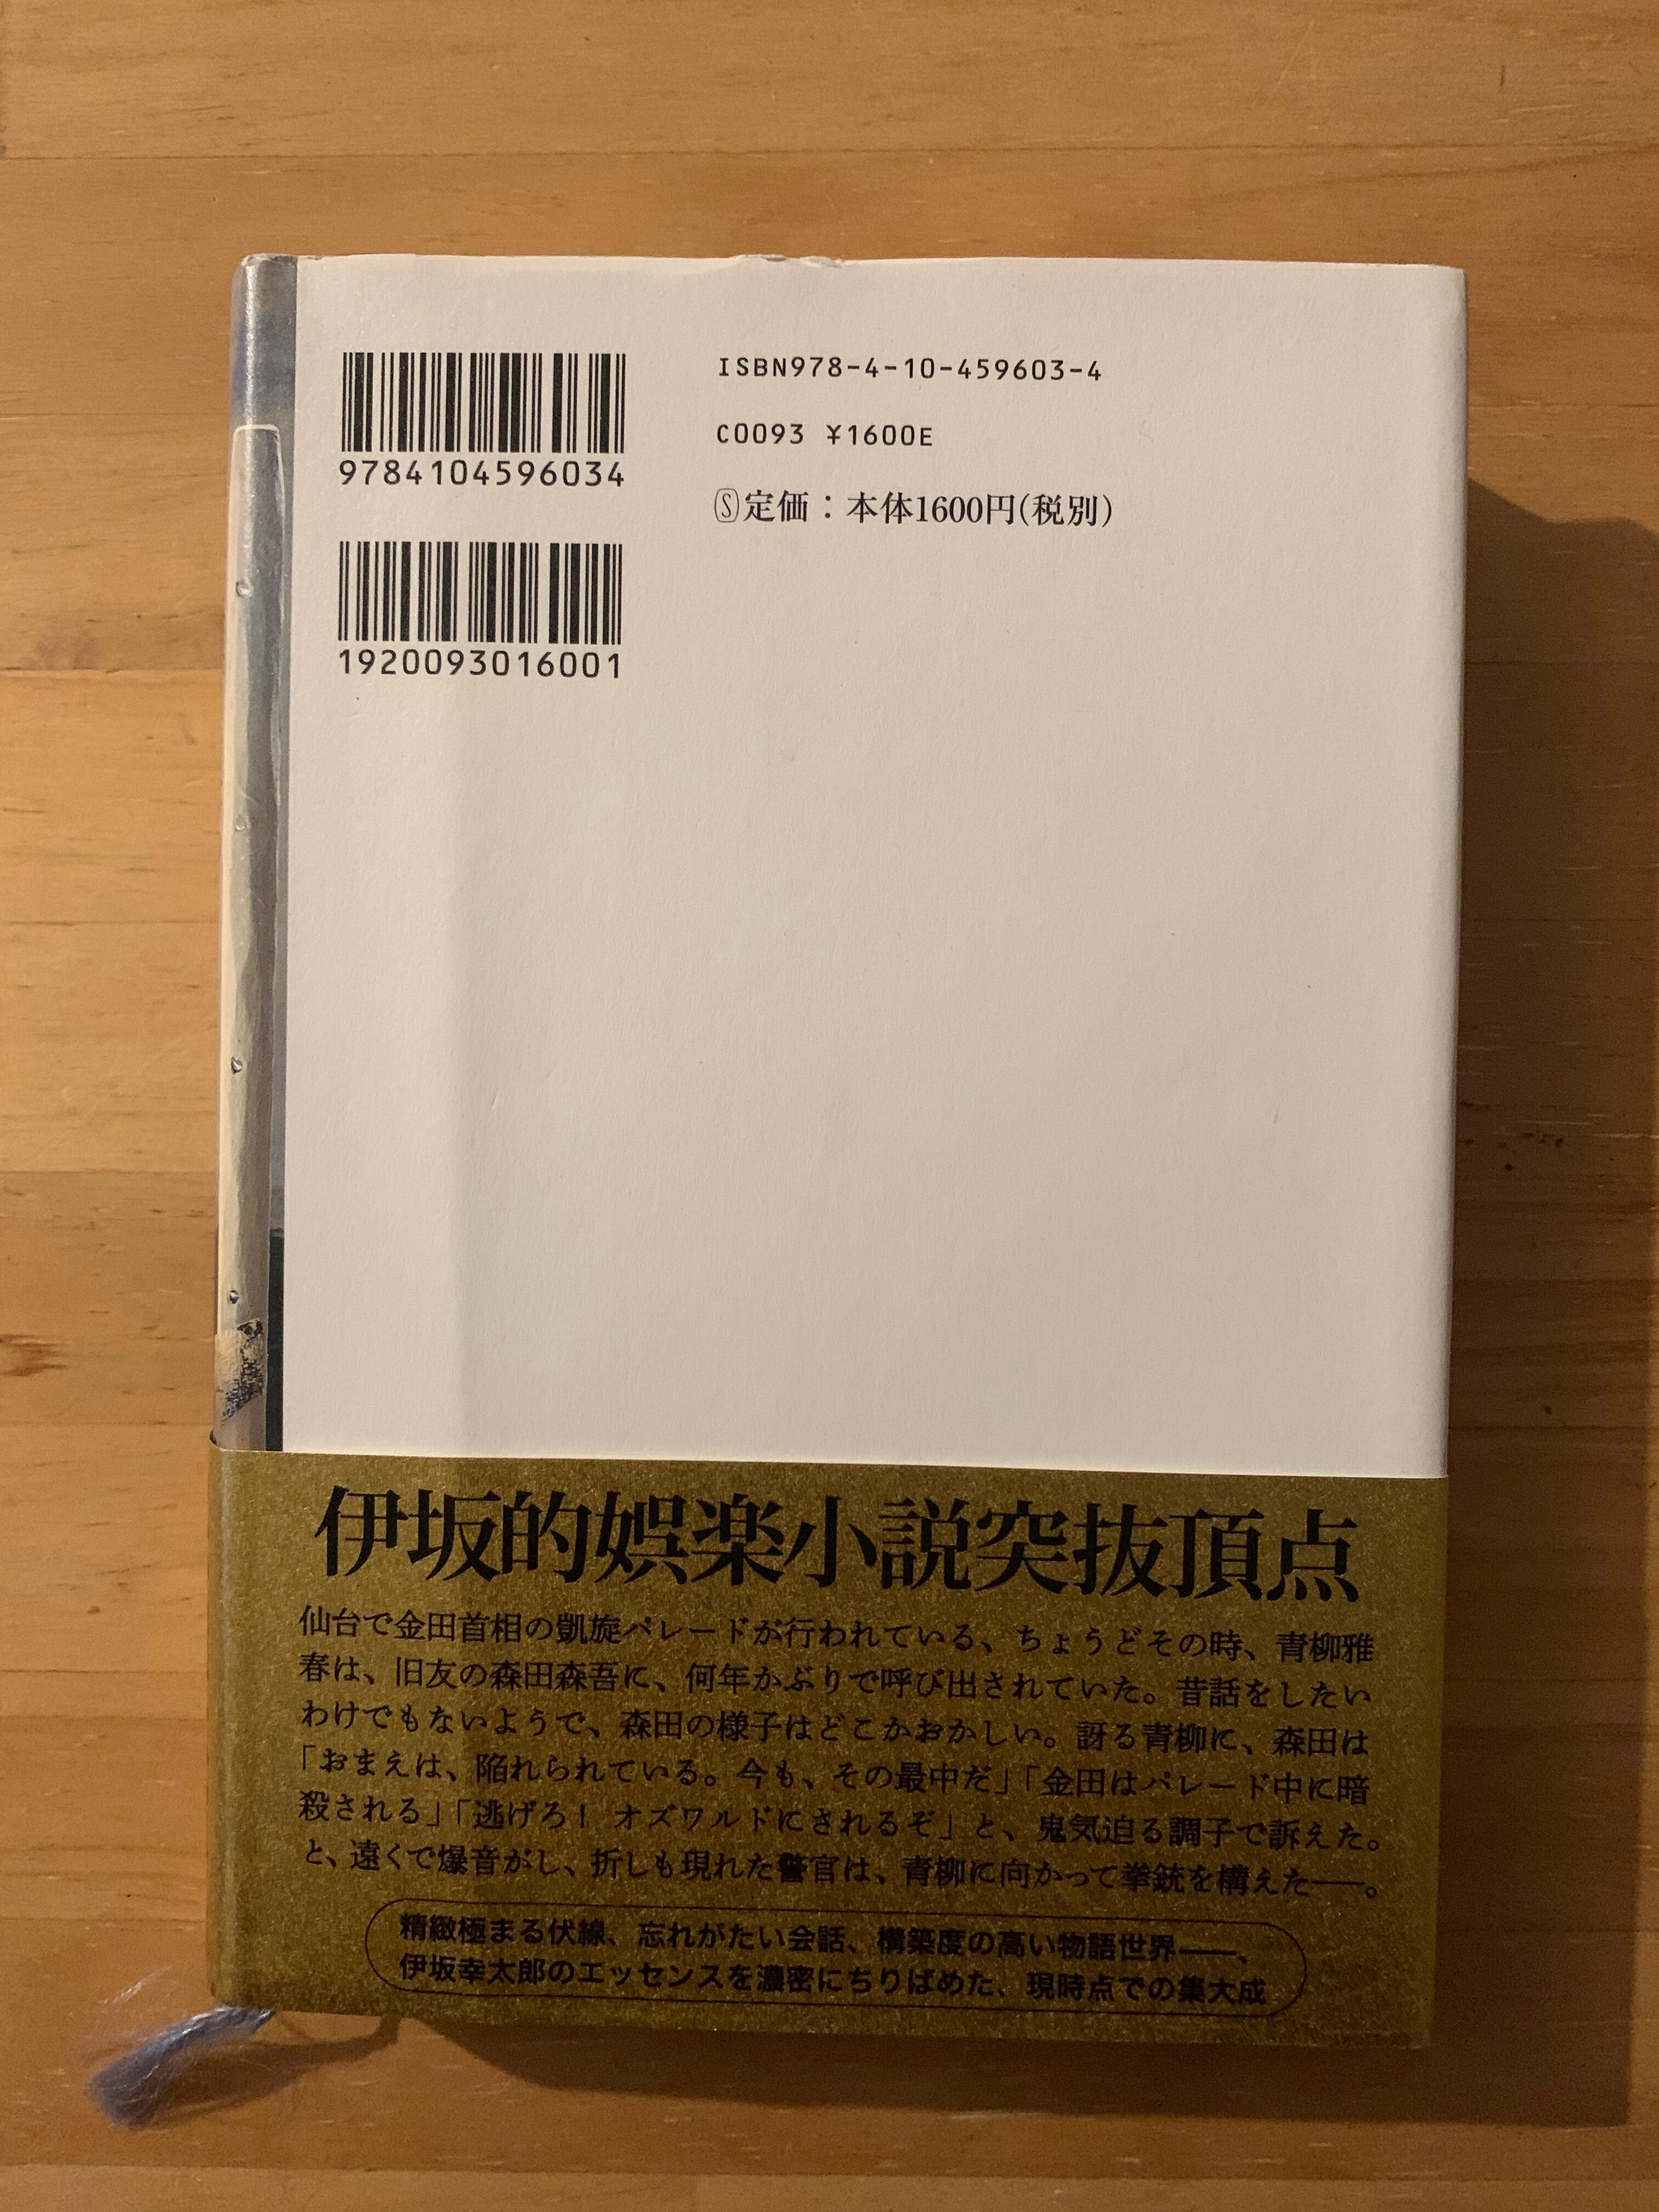 9784104596034
1920093016001
ISBN978-4-10-459603-4
C0093 ¥1600E
Ⓢ定価：本体1600円(税別)
伊坂的娯楽小説突抜頂点
仙台で金田首相の凱旋パレードが行われている、ちょうどその時、青柳雅
春は、旧友の森田森吾に、何年かぶりで呼び出されていた。昔話をしたい
わけでもないようで、森田の様子はどこかおかしい。訝る青柳に、森田は
「おまえは、陥れられている。今も、その最中だ」「金田はパレード中に暗
殺される」「逃げろ！ オズワルドにされるぞ」と、鬼気迫る調子で訴えた。
と、遠くで爆音がし、折しも現れた警官は、青柳に向かって拳銃を構えた――。
精緻極まる伏線、忘れがたい会話、構築度の高い物語世界――、
伊坂幸太郎のエッセンスを濃密にちりばめた、現時点での集大成